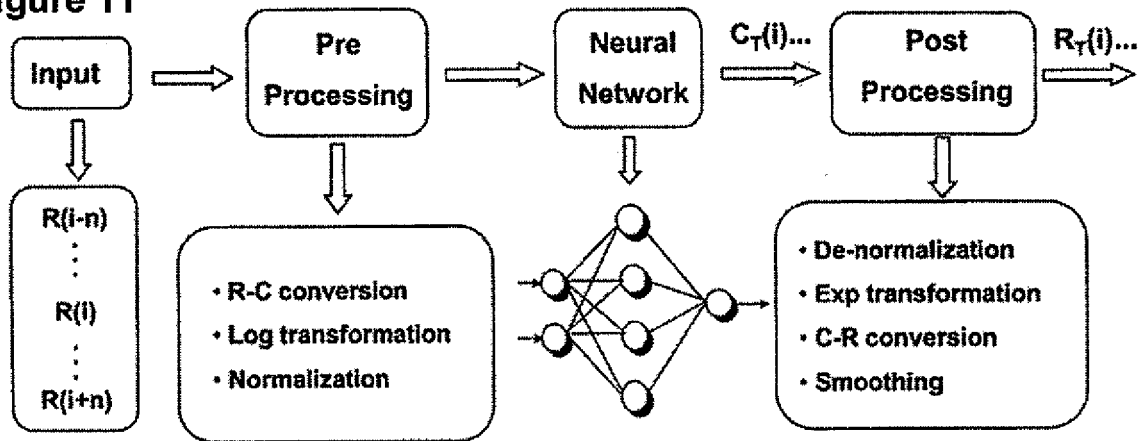 Figure 11
Input
Pre
Processing
Neural
Network
C_T(i)...
Post
Processing
R_T(i)...
R(i-n)
R(i)
R(i+n)
• R-C conversion
• Log transformation
• Normalization
• De-normalization
• Exp transformation
• C-R conversion
• Smoothing